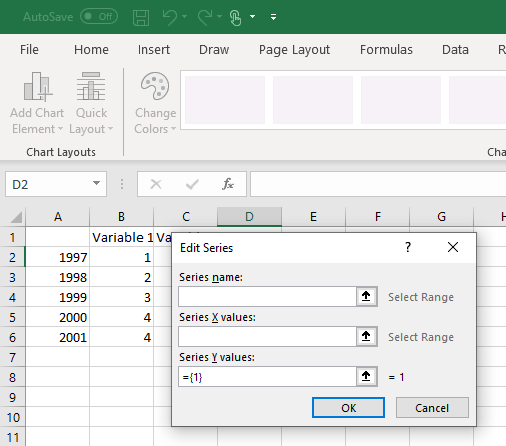 AutoSave Off
File Home Insert Draw Page Layout Formulas Data
Add Chart Element Quick Layout Change Colors
Chart Layouts Cha
D2 fx
A B C D E F G H
1 Variable 1
2 1997 1
3 1998 2
4 1999 3
5 2000 4
6 2001 4
7
8
9
10
11
Edit Series ?
Series name:
Select Range
Series X values:
Select Range
Series Y values:
={1} = 1
OK Cancel